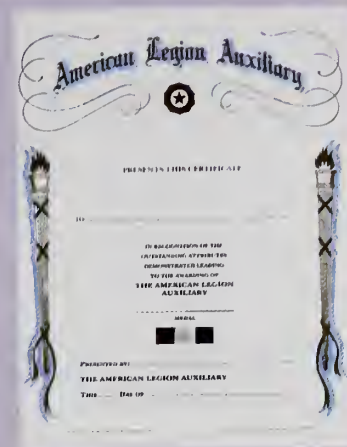 American Legion Auxiliary
PRESENTS THIS CERTIFICATE
TO
IN RECOGNITION OF THE
OUTSTANDING ATTRIBUTES
DEMONSTRATED LEADING
TO THE AWARDING OF
THE AMERICAN LEGION
AUXILIARY
MEDAL
PRESENTED BY:
THE AMERICAN LEGION AUXILIARY
THIS DAY OF